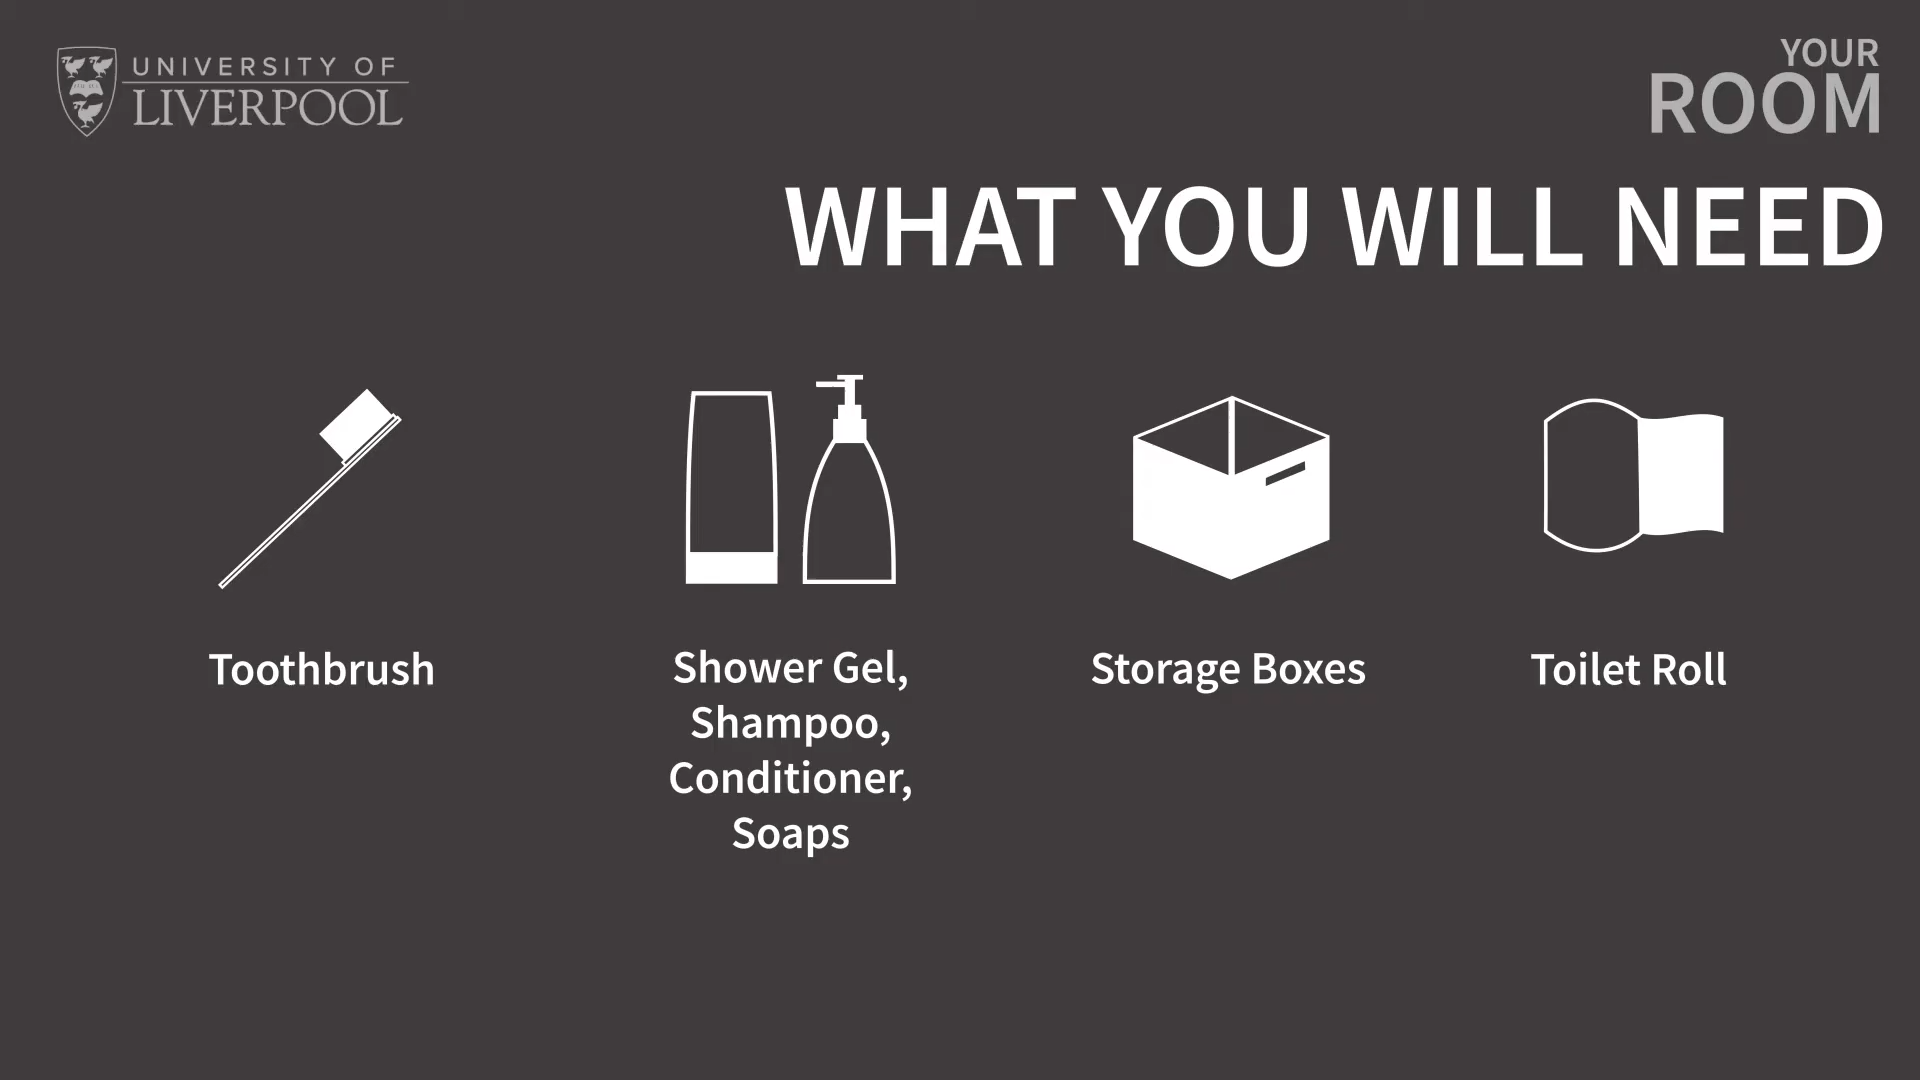 UNIVERSITY OF
LIVERPOOL
YOUR
ROOM
WHAT YOU WILL NEED
Toothbrush
Shower Gel,
Shampoo,
Conditioner,
Soaps
Storage Boxes
Toilet Roll